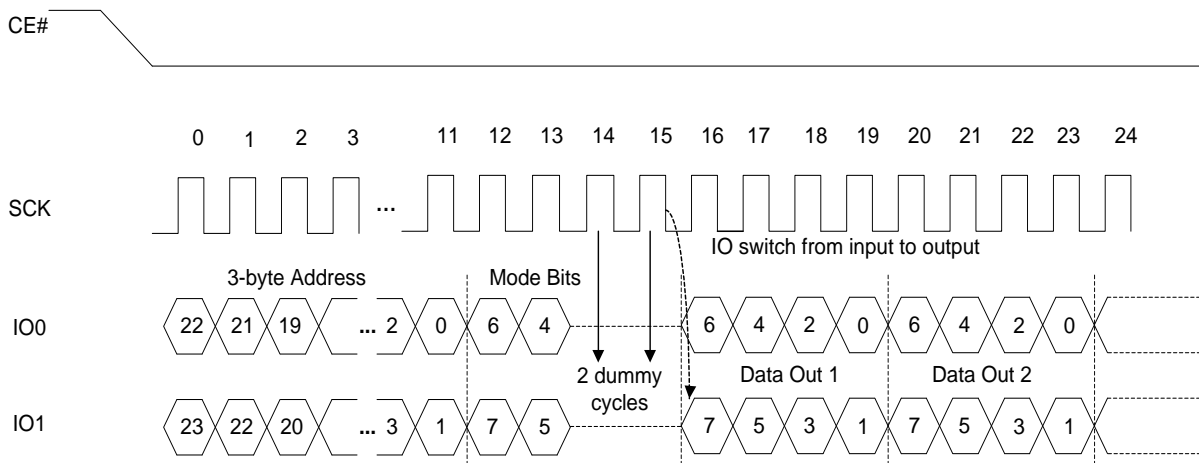 CE#
0 1 2 3 11 12 13 14 15 16 17 18 19 20 21 22 23 24
SCK ...
IO switch from input to output
3-byte Address Mode Bits
IO0 22 21 19 ... 2 0 6 4 6 4 2 0 6 4 2 0
2 dummy Data Out 1 Data Out 2
cycles
IO1 23 22 20 ... 3 1 7 5 7 5 3 1 7 5 3 1